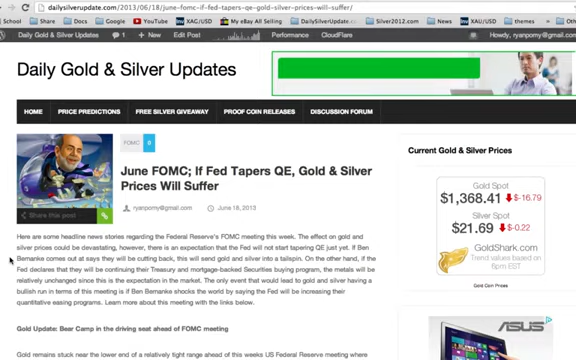 dailysilverupdate.com/2013/06/18/june-fomc-if-fed-tapers-qe-gold-silver-prices-will-suffer/
School Docs Google YouTube XAG/USD My eBay All Selling DailySilverUpdate.com Silver2012.com News XAU/USD themes Other
Daily Gold & Silver Updates 1 + New Edit Post Performance CloudFlare Howdy, ryanpomy@gmail.com
Daily Gold & Silver Updates
HOME PRICE PREDICTIONS FREE SILVER GIVEAWAY PROOF COIN RELEASES DISCUSSION FORUM
FOMC 0
June FOMC; If Fed Tapers QE, Gold & Silver
Prices Will Suffer
ryanpomy@gmail.com June 18, 2013
Share this post
Here are some headline news stories regarding the Federal Reserve's FOMC meeting this week. The effect on gold and
silver prices could be devastating, however, there is an expectation that the Fed will not start tapering QE just yet. If Ben
Bernanke comes out at says they will be cutting back, this will send gold and silver into a tailspin. On the other hand, if the
Fed declares that they will be continuing their Treasury and mortgage-backed Securities buying program, the metals will be
relatively unchanged since this is the expectation in the market. The only event that would lead to gold and silver having a
bullish run in terms of this meeting is if Ben Bernanke shocks the world by saying the Fed will be increasing their
quantitative easing programs. Learn more about this meeting with the links below.
Gold Update: Bear Camp in the driving seat ahead of FOMC meeting
Gold remains stuck near the lower end of a relatively tight range ahead of this weeks US Federal Reserve meeting where
Current Gold & Silver Prices
Gold Spot
$1,368.41 $-16.79
Silver Spot
$21.69 $-0.22
GoldShark.com
Trend values based on
6pm EST
Gold Coin Prices
ASUS